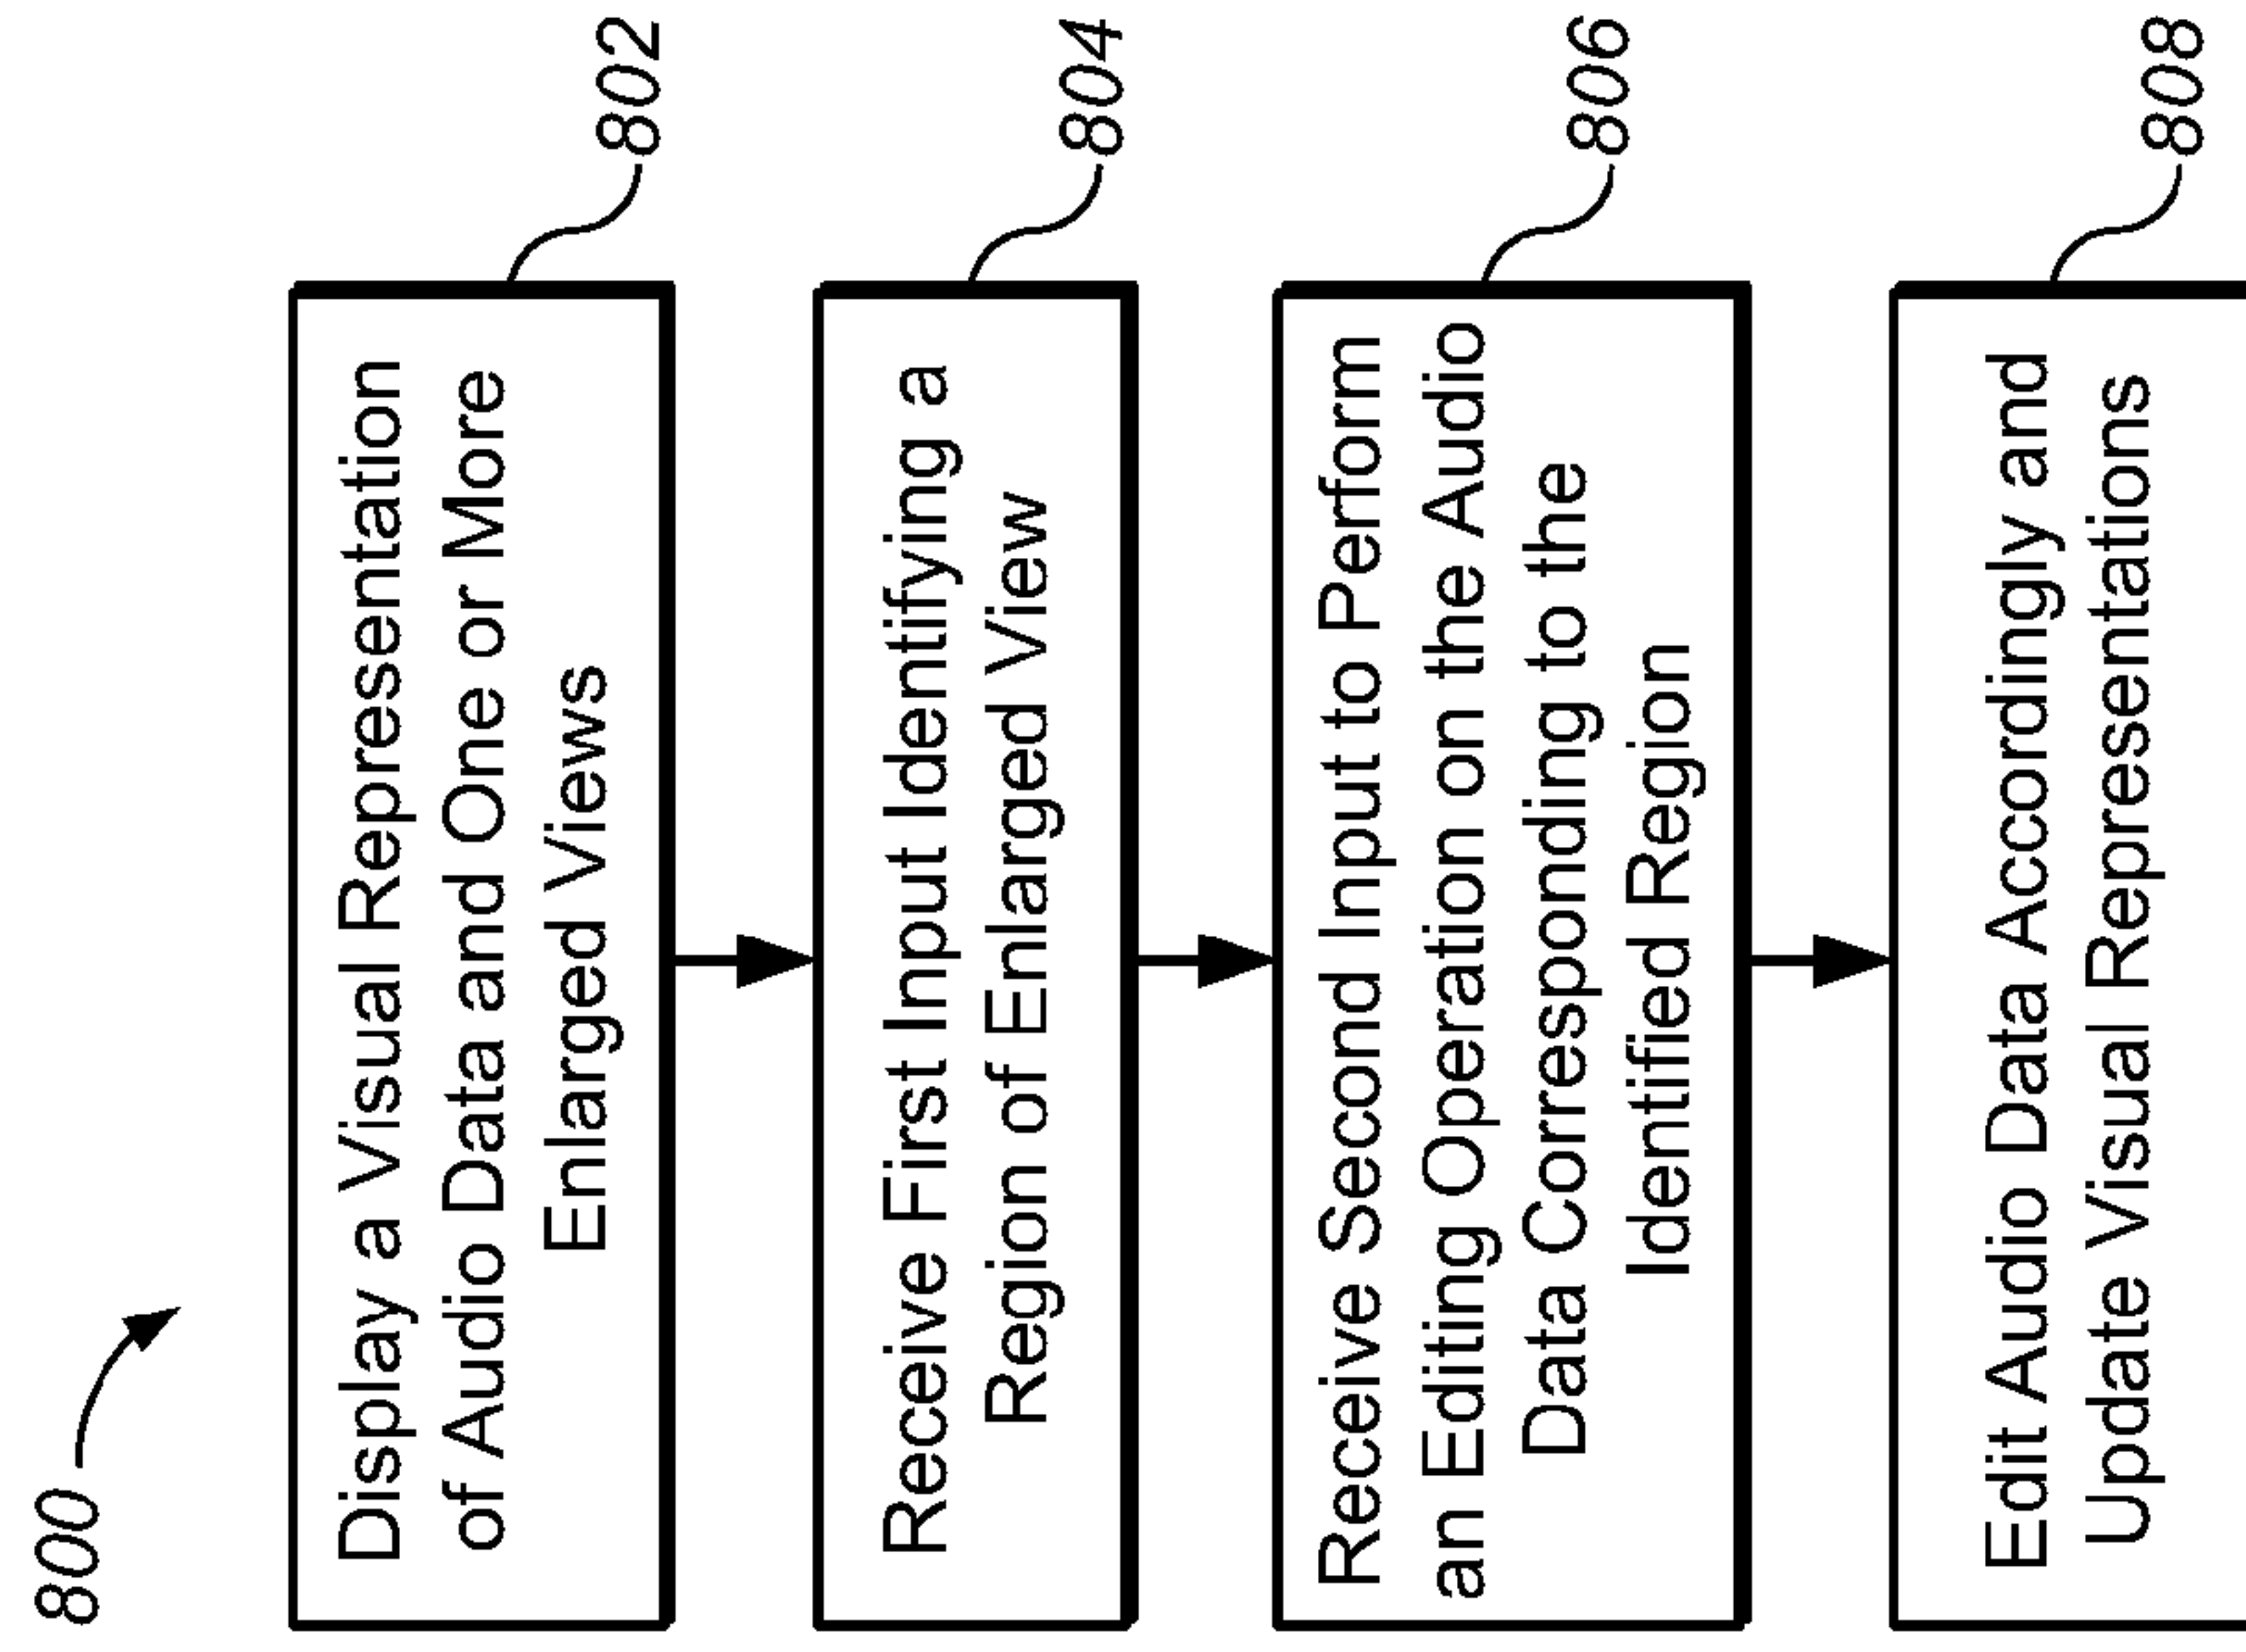 800
Display a Visual Representation
of Audio Data and One or More
Enlarged Views
802
Receive First Input Identifying a
Region of Enlarged View
804
Receive Second Input to Perform
an Editing Operation on the Audio
Data Corresponding to the
Identified Region
806
Edit Audio Data Accordingly and
Update Visual Representations
808